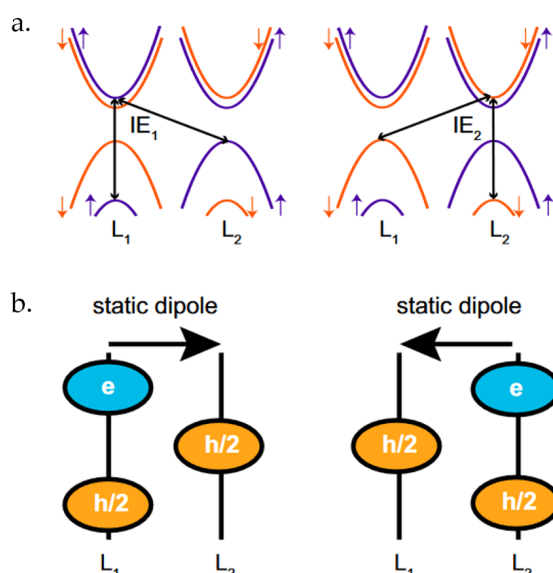 a.
IE₁ IE₂
L₁ L₂ L₁ L₂
b.
static dipole static dipole
e e
h/2 h/2
h/2 h/2
L₁ L₂ L₁ L₂